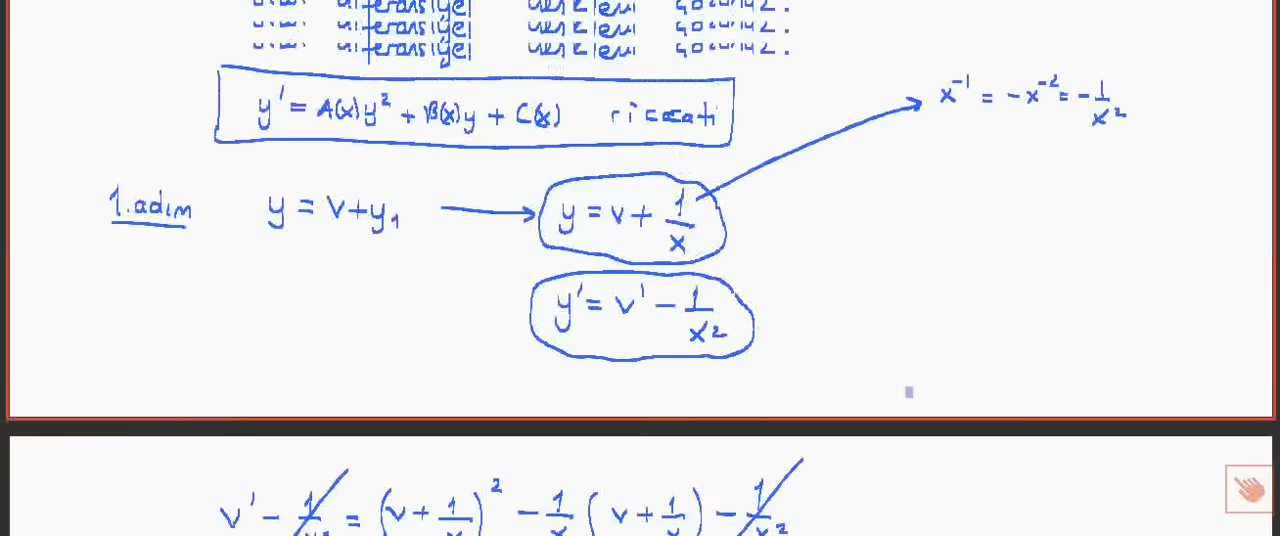 y' = A(x)y² + B(x)y + C(x) riccati
x⁻¹ = -x⁻² = -1/x²
1.adım y = v+y₁ → y = v + 1/x
y' = v' - 1/x²
v' - 1/x² = (v + 1/x)² - 1/x (v + 1/x) - 1/x²